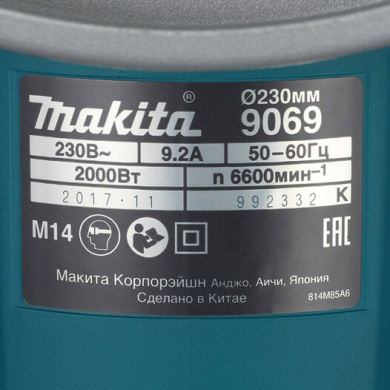 makita® Ø230мм
9069
230В~ 9.2А 50-60Гц
2000Вт n 6600мин⁻¹
2017·11 992332 K
M14 EAC
Макита Корпорэйшн Анджо, Аичи, Япония
Сделано в Китае 814M85A6